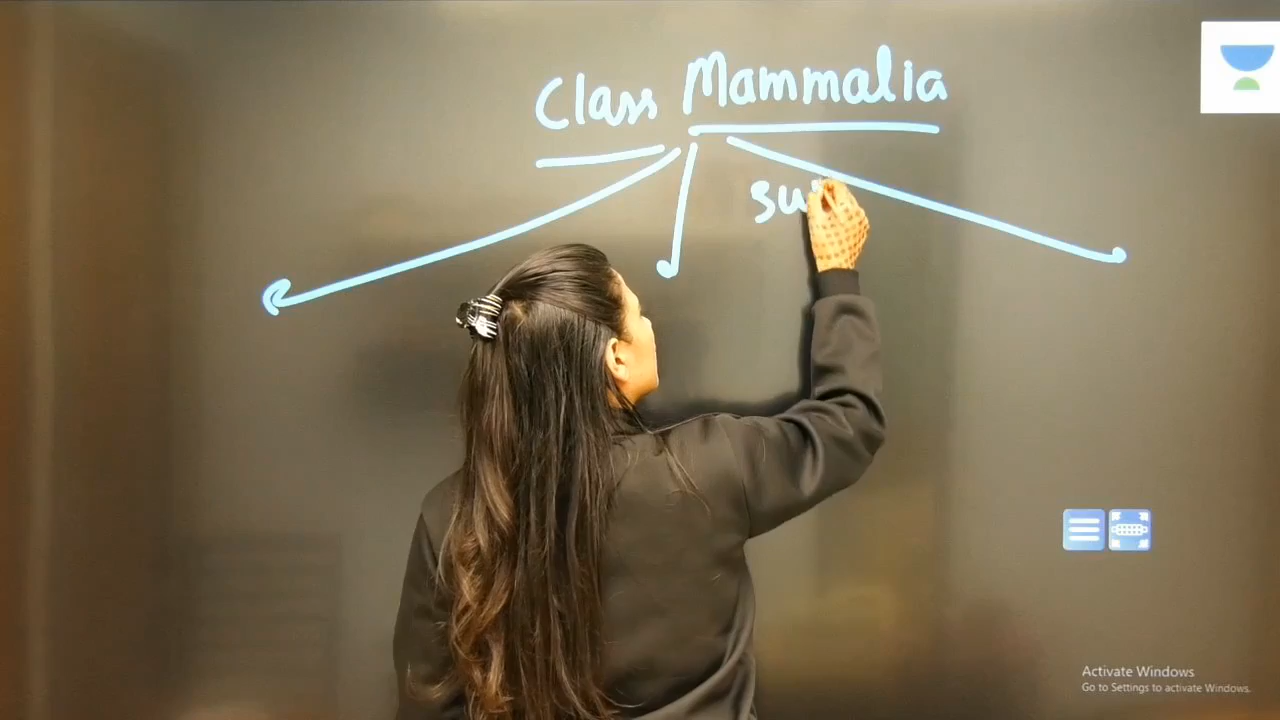 Class Mammalia
su
Activate Windows
Go to Settings to activate Windows.